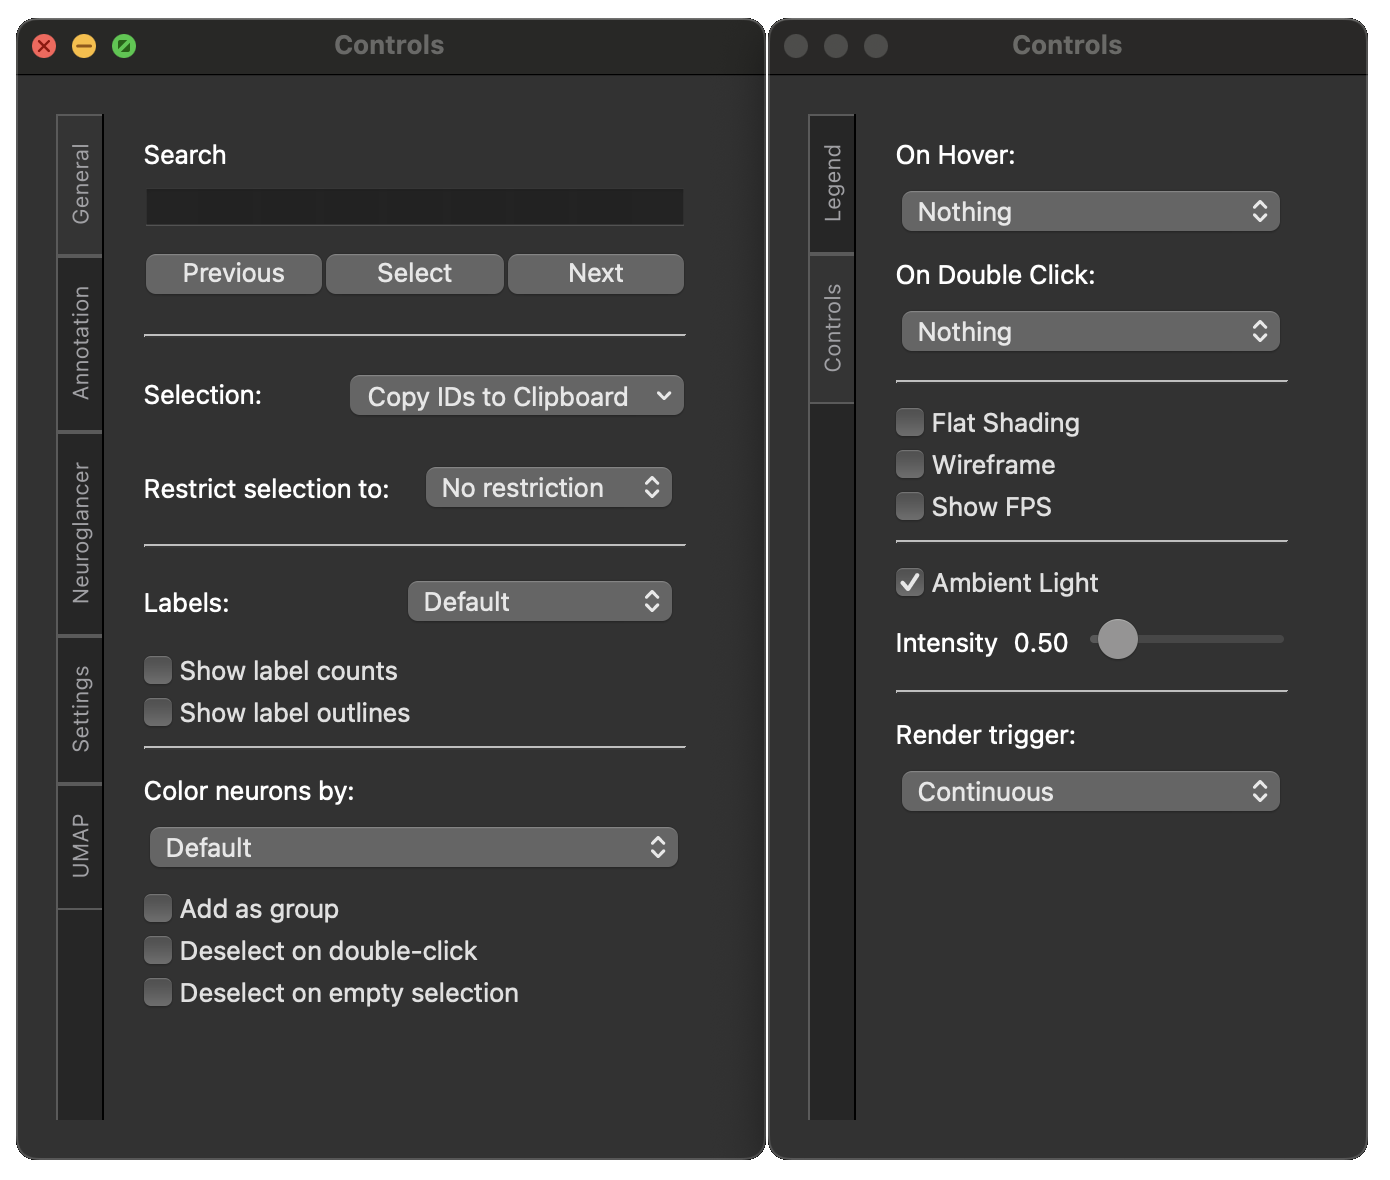 Controls
General
Annotation
Neuroglancer
Settings
UMAP
Search
Previous
Select
Next
Selection:
Copy IDs to Clipboard
Restrict selection to:
No restriction
Labels:
Default
Show label counts
Show label outlines
Color neurons by:
Default
Add as group
Deselect on double-click
Deselect on empty selection
Controls
Legend
Controls
On Hover:
Nothing
On Double Click:
Nothing
Flat Shading
Wireframe
Show FPS
Ambient Light
Intensity 0.50
Render trigger:
Continuous